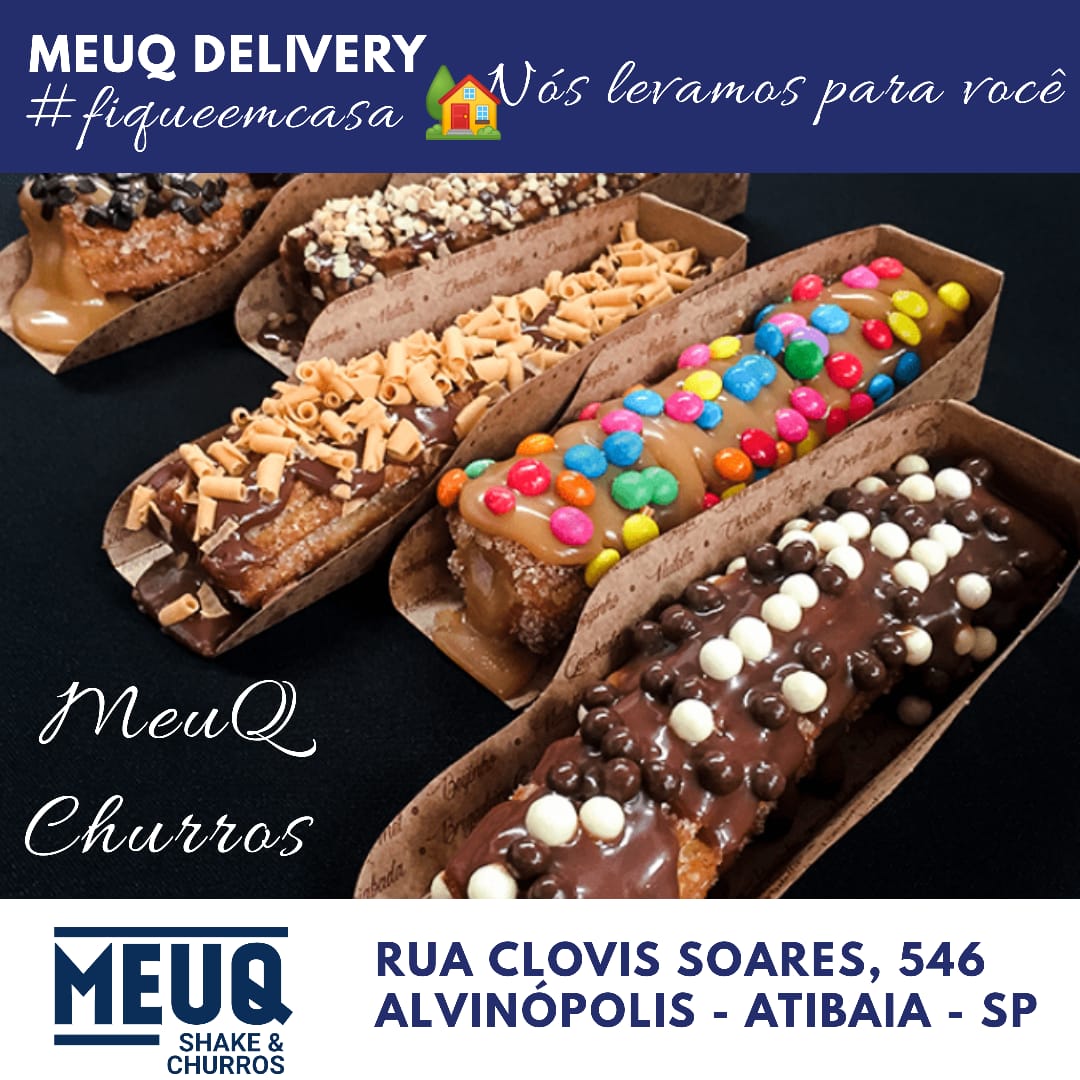 MEUQ DELIVERY
#fiqueemcasa
Nós levamos para você
MeuQ
Churros
MEUQ
SHAKE &
CHURROS
RUA CLOVIS SOARES, 546
ALVINÓPOLIS - ATIBAIA - SP